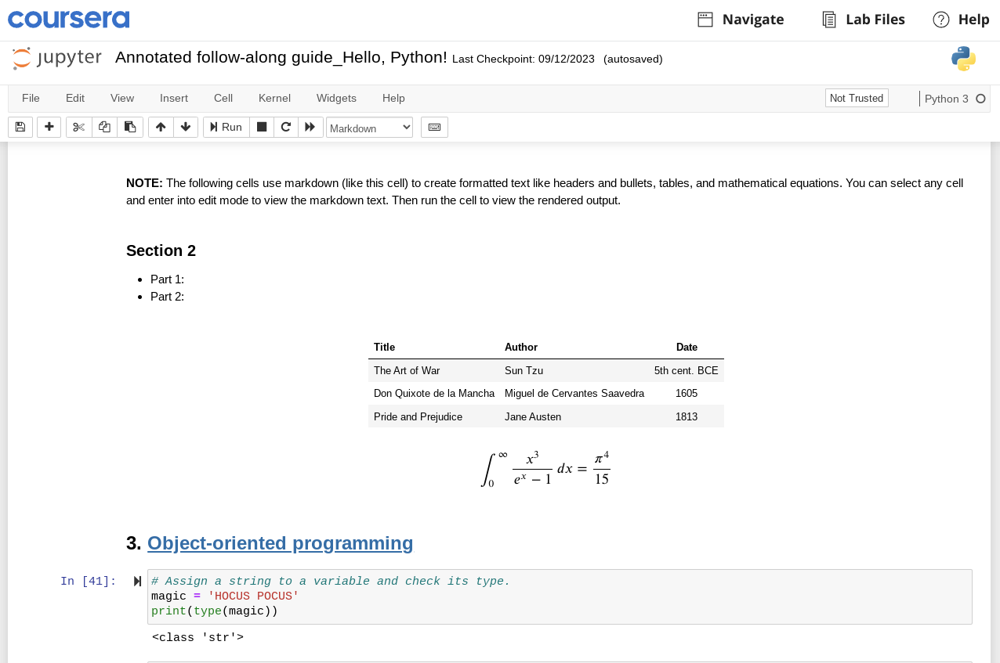 coursera Navigate Lab Files Help
jupyter Annotated follow-along guide_Hello, Python! Last Checkpoint: 09/12/2023 (autosaved)
File Edit View Insert Cell Kernel Widgets Help Not Trusted Python 3
Run Markdown
NOTE: The following cells use markdown (like this cell) to create formatted text like headers and bullets, tables, and mathematical equations. You can select any cell
and enter into edit mode to view the markdown text. Then run the cell to view the rendered output.
Section 2
• Part 1:
• Part 2:
Title Author Date
The Art of War Sun Tzu 5th cent. BCE
Don Quixote de la Mancha Miguel de Cervantes Saavedra 1605
Pride and Prejudice Jane Austen 1813
∫₀^∞ x³/(eˣ − 1) dx = π⁴/15
3. Object-oriented programming
In [41]: # Assign a string to a variable and check its type.
magic = 'HOCUS POCUS'
print(type(magic))
<class 'str'>